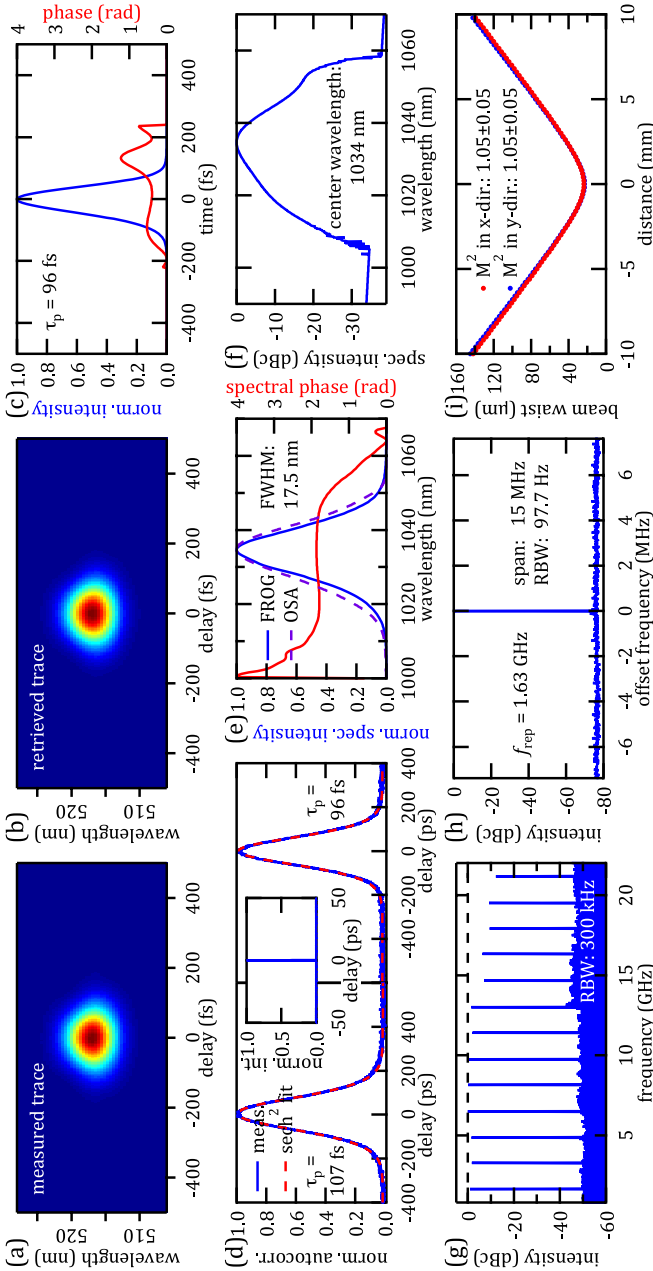 (a)
measured trace
wavelength (nm)
520
510
-400
-200
0
200
400
delay (fs)
(b)
retrieved trace
wavelength (nm)
520
510
-400
-200
0
200
400
delay (fs)
(c)
τp = 96 fs
norm. intensity
1.0
0.8
0.6
0.4
0.2
0.0
phase (rad)
4
3
2
1
0
-400
-200
0
200
400
time (fs)
(d)
meas.
sech² fit
τp =
107 fs
norm. autocorr.
1.0
0.8
0.6
0.4
0.2
0.0
-400
-200
0
200
400
delay (ps)
norm. int.
1.0
0.5
0.0
-50
0
50
delay (ps)
τp =
96 fs
-400
-200
0
200
400
delay (ps)
(e)
FROG
OSA
FWHM:
17.5 nm
norm. spec. intensity
1.0
0.8
0.6
0.4
0.2
0.0
spectral phase (rad)
4
3
2
1
0
1000
1020
1040
1060
wavelength (nm)
(f)
center wavelength:
1034 nm
spec. intensity (dBc)
0
-10
-20
-30
1000
1020
1040
1060
wavelength (nm)
(g)
RBW: 300 kHz
intensity (dBc)
0
-20
-40
-60
5
10
15
20
frequency (GHz)
(h)
frep = 1.63 GHz
span: 15 MHz
RBW: 97.7 Hz
intensity (dBc)
0
-20
-40
-60
-80
-6
-4
-2
0
2
4
6
offset frequency (MHz)
(i)
M² in x-dir.: 1.05±0.05
M² in y-dir.: 1.05±0.05
beam waist (µm)
160
120
80
40
0
-10
-5
0
5
10
distance (mm)